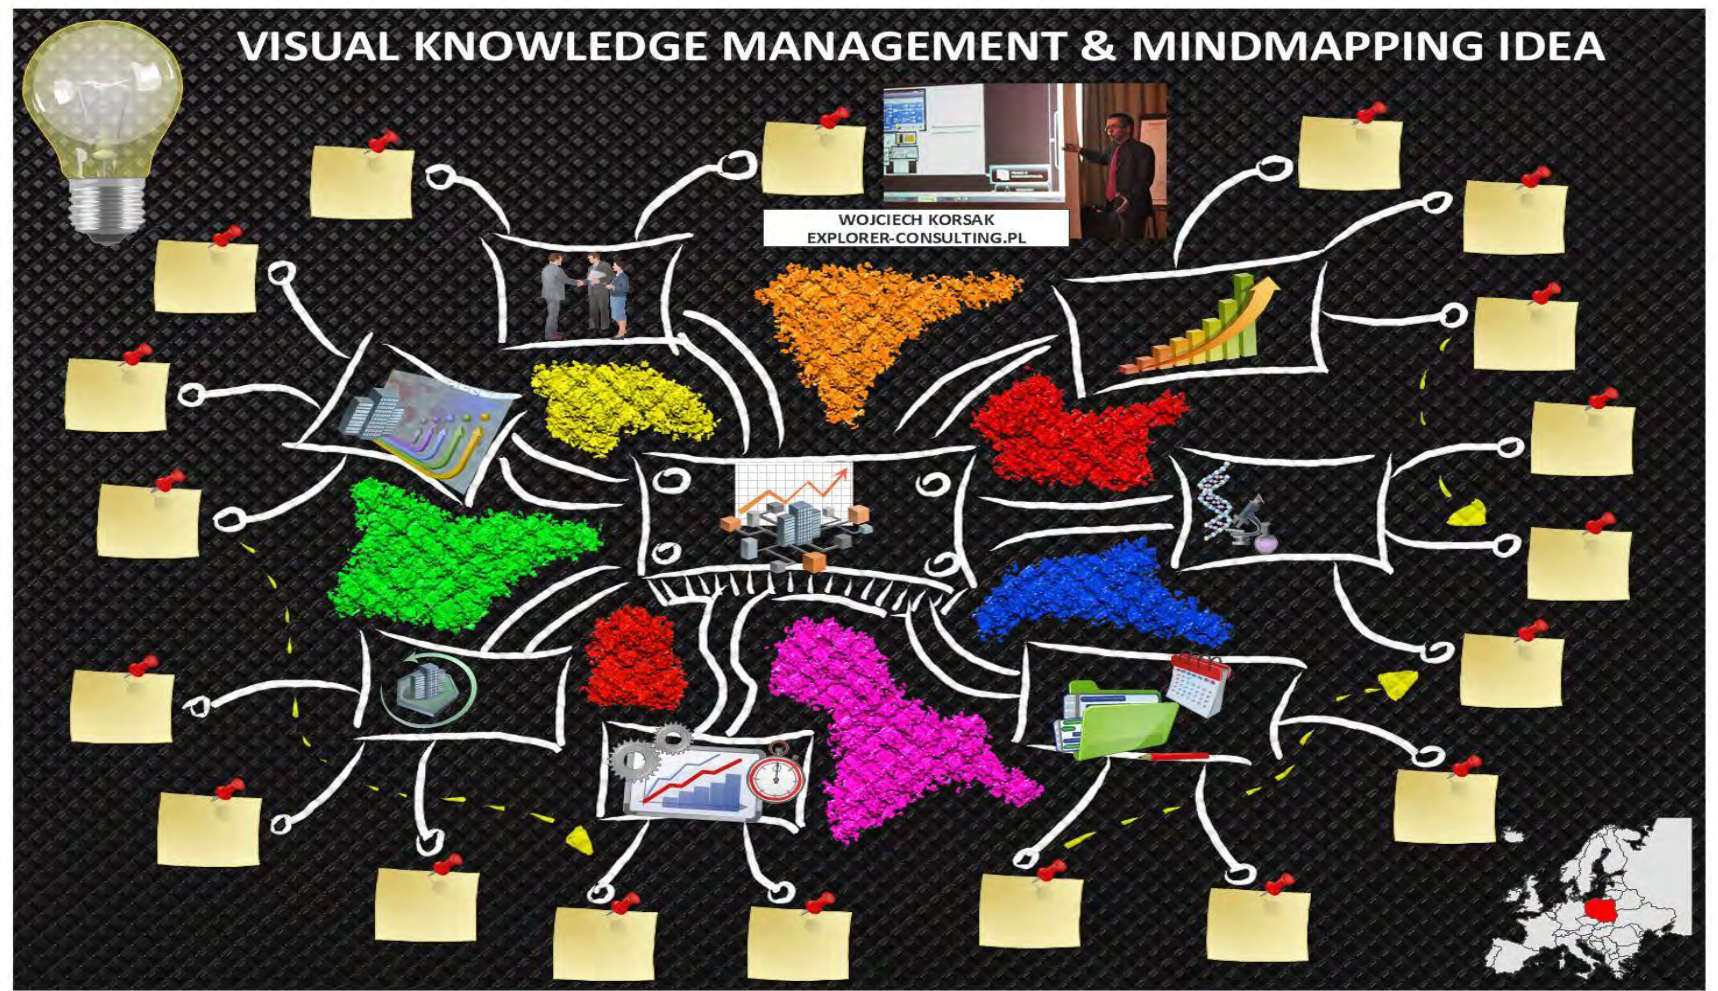 VISUAL KNOWLEDGE MANAGEMENT & MINDMAPPING IDEA
WOJCIECH KORSAK
EXPLORER-CONSULTING.PL